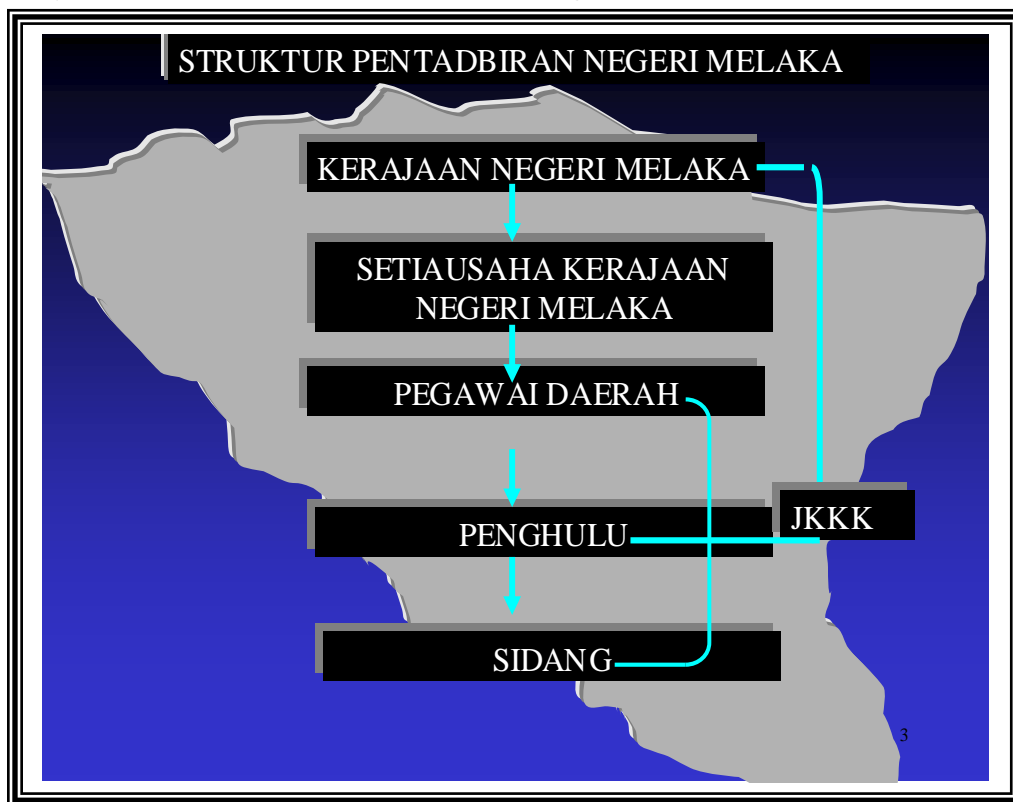 STRUKTUR PENTADBIRAN NEGERI MELAKA
KERAJAAN NEGERI MELAKA
SETIAUSAHA KERAJAAN
NEGERI MELAKA
PEGAWAI DAERAH
JKKK
PENGHULU
SIDANG
3